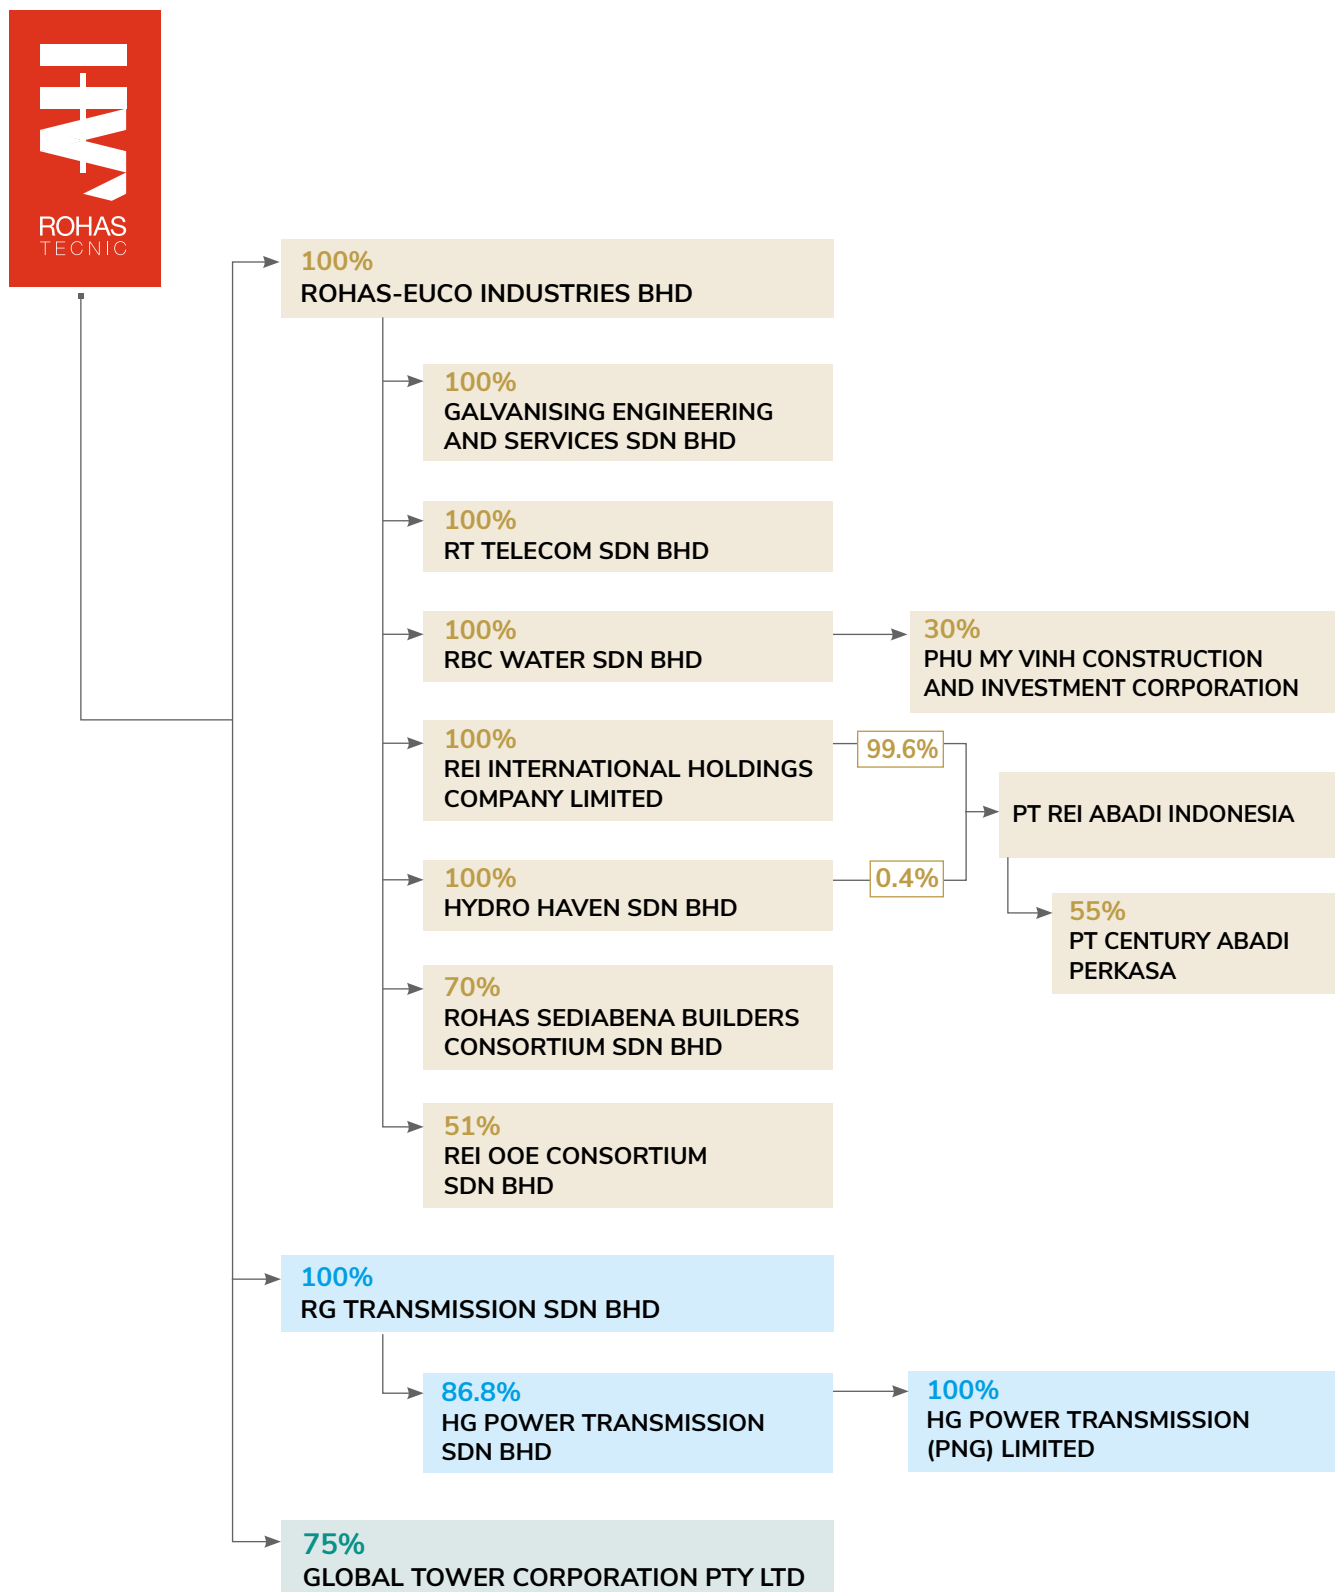 ROHAS
TECNIC
100%
ROHAS-EUCO INDUSTRIES BHD
100%
GALVANISING ENGINEERING
AND SERVICES SDN BHD
100%
RT TELECOM SDN BHD
100%
RBC WATER SDN BHD
30%
PHU MY VINH CONSTRUCTION
AND INVESTMENT CORPORATION
100%
REI INTERNATIONAL HOLDINGS
COMPANY LIMITED
99.6%
PT REI ABADI INDONESIA
100%
HYDRO HAVEN SDN BHD
0.4%
55%
PT CENTURY ABADI
PERKASA
70%
ROHAS SEDIABENA BUILDERS
CONSORTIUM SDN BHD
51%
REI OOE CONSORTIUM
SDN BHD
100%
RG TRANSMISSION SDN BHD
86.8%
HG POWER TRANSMISSION
SDN BHD
100%
HG POWER TRANSMISSION
(PNG) LIMITED
75%
GLOBAL TOWER CORPORATION PTY LTD